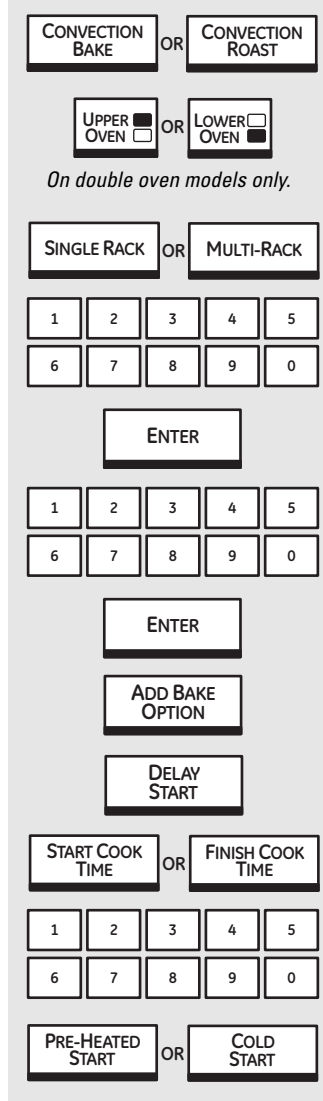 CONVECTION BAKE OR CONVECTION ROAST
UPPER OVEN OR LOWER OVEN
On double oven models only.
SINGLE RACK OR MULTI-RACK
1 2 3 4 5
6 7 8 9 0
ENTER
1 2 3 4 5
6 7 8 9 0
ENTER
ADD BAKE
OPTION
DELAY
START
START COOK TIME OR FINISH COOK TIME
1 2 3 4 5
6 7 8 9 0
PRE-HEATED START OR COLD START